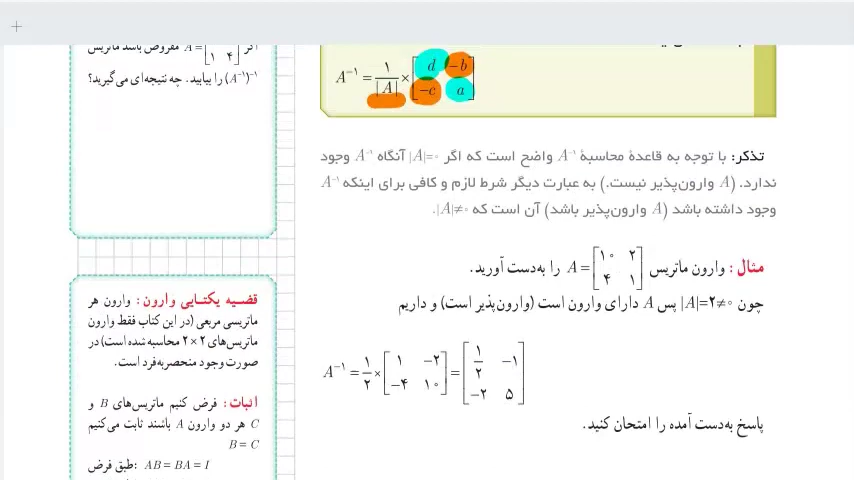 A⁻¹ = ۱/|A| × [d −b; −c a]
تذکر: با توجه به قاعدهٔ محاسبهٔ A⁻¹ واضح است که اگر |A|=۰ آنگاه A⁻¹ وجود
ندارد. (A وارون‌پذیر نیست.) به عبارت دیگر شرط لازم و کافی برای اینکه A⁻¹
وجود داشته باشد (A وارون‌پذیر باشد) آن است که |A|≠۰.
مثال : وارون ماتریس A = [۱۰ ۲; ۴ ۱] را به‌دست آورید.
چون |A|=۲≠۰ پس A دارای وارون است (وارون‌پذیر است) و داریم
A⁻¹ = ۱/۲ × [۱ −۲; −۴ ۱۰] = [۱/۲ −۱; −۲ ۵]
پاسخ به‌دست آمده را امتحان کنید.
اگر A = [ ; ۱ ۴] مفروض باشد ماتریس
(A⁻¹)⁻¹ را بیابید. چه نتیجه‌ای می‌گیرید؟
قضیه یکتایی وارون : وارون هر
ماتریسی مربعی (در این کتاب فقط وارون
ماتریس‌های ۲×۲ محاسبه شده است) در
صورت وجود منحصربه‌فرد است.
اثبات : فرض کنیم ماتریس‌های B و
C هر دو وارون A باشند ثابت می‌کنیم
B = C
طبق فرض: AB = BA = I